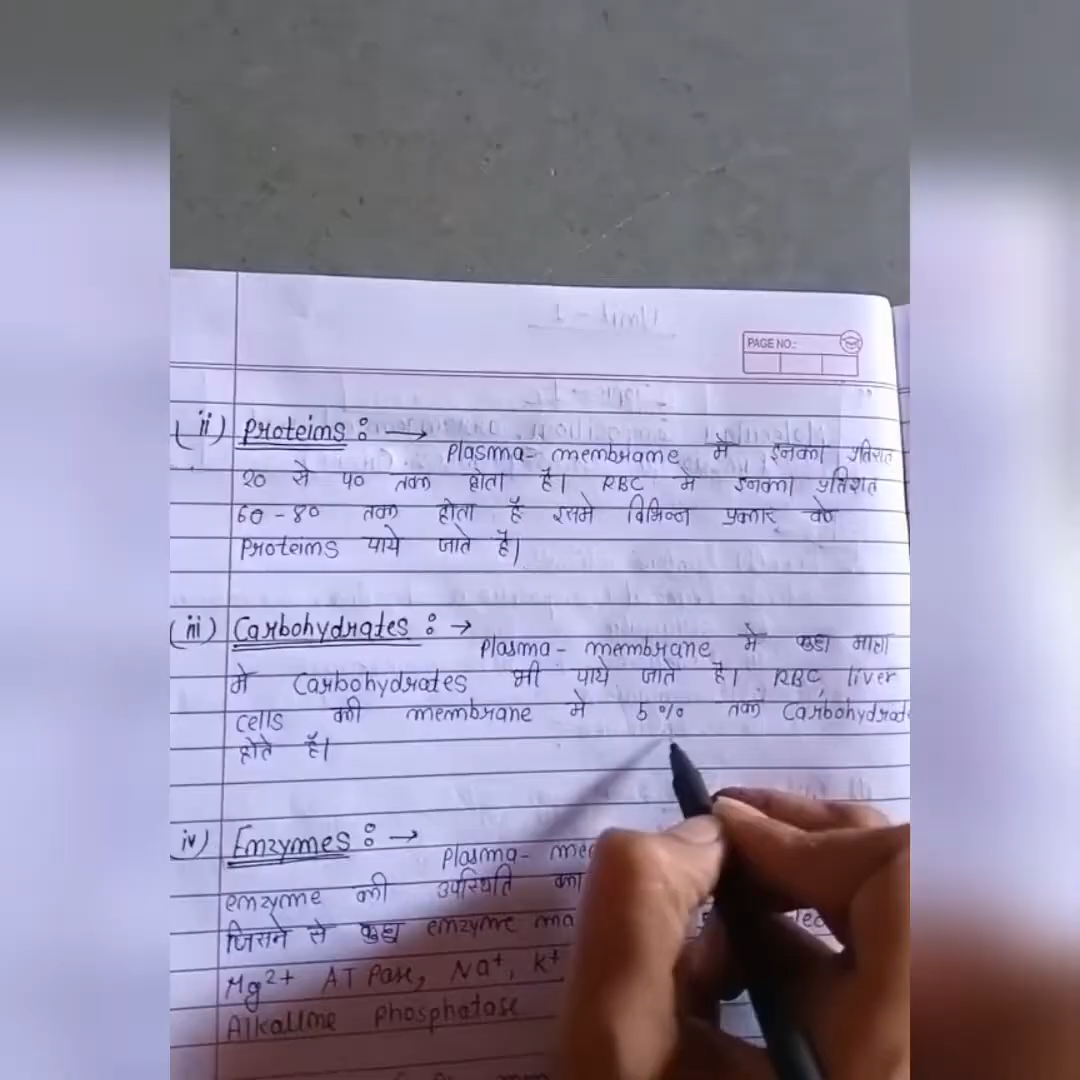 PAGE NO.:
(ii) Proteins : →
Plasma- membrane में इनका प्रतिशत
20 से 40 तक होता है। RBC में इनका प्रतिशत
60 - 80 तक होता है इसमे विभिन्न प्रकार के
Proteins पाये जाते है।
(iii) Carbohydrates : →
Plasma- membrane में कुछ मात्रा
में Carbohydrates भी पाये जाते है। RBC, liver
cells की membrane में 5% तक Carbohydrate
होते हैं।
iv) Enzymes : →
Plasma-
enzyme की उपस्थिति का
जिसने से कुछ enzyme
Mg2+ ATPase, Na+, K+
Alkaline Phosphatase